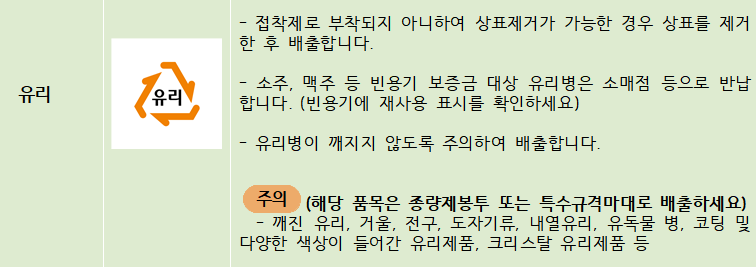 유리
유리
- 접착제로 부착되지 아니하여 상표제거가 가능한 경우 상표를 제거
한 후 배출합니다.
- 소주, 맥주 등 빈용기 보증금 대상 유리병은 소매점 등으로 반납
합니다. (빈용기에 재사용 표시를 확인하세요)
- 유리병이 깨지지 않도록 주의하여 배출합니다.
주의 (해당 품목은 종량제봉투 또는 특수규격마대로 배출하세요)
- 깨진 유리, 거울, 전구, 도자기류, 내열유리, 유독물 병, 코팅 및
다양한 색상이 들어간 유리제품, 크리스탈 유리제품 등